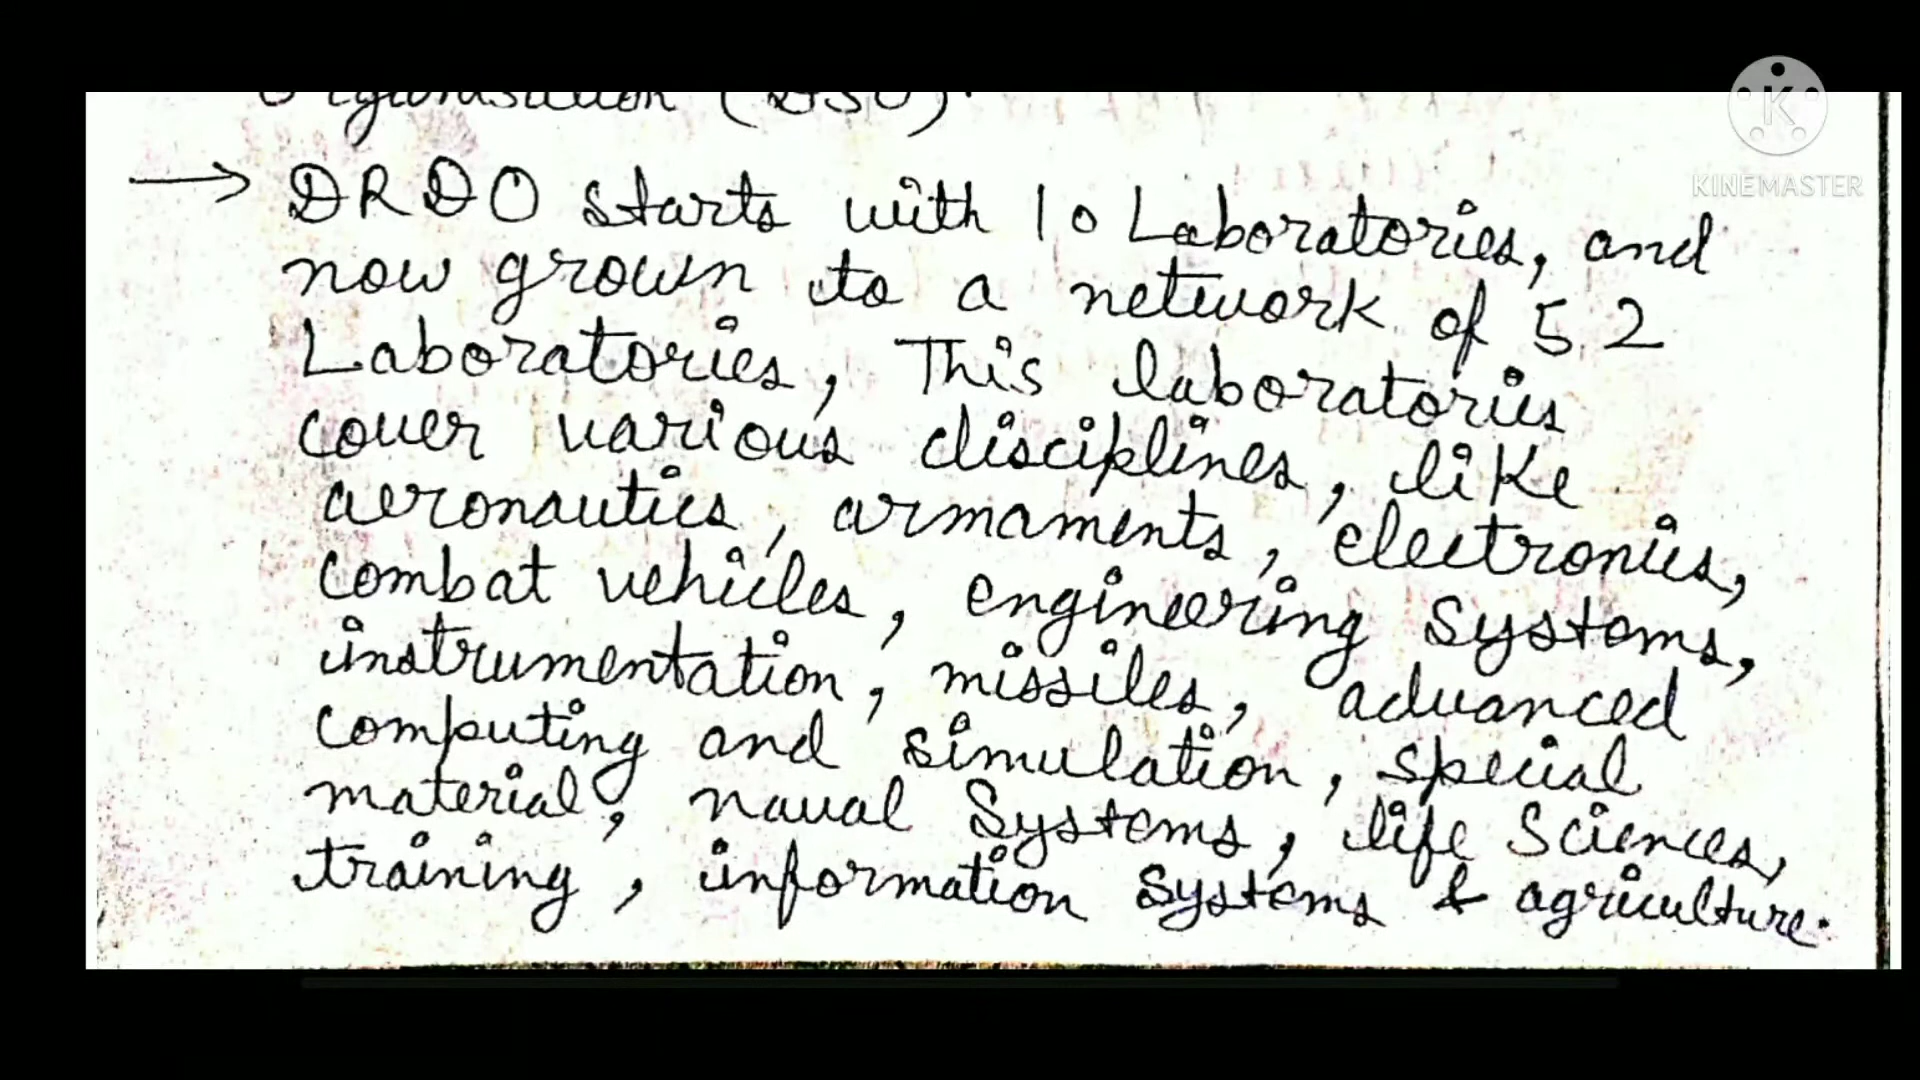 Organisation (DSO).
K
KINEMASTER
→ DRDO starts with 10 Laboratories, and
now grown to a network of 52
Laboratories, This laboratories
cover various disciplines, like
aeronautics, armaments, electronics,
combat vehicles, engineering Systems,
instrumentation, missiles, advanced
computing and simulation, special
material, naval Systems, life Sciences,
training, information Systems & agriculture.